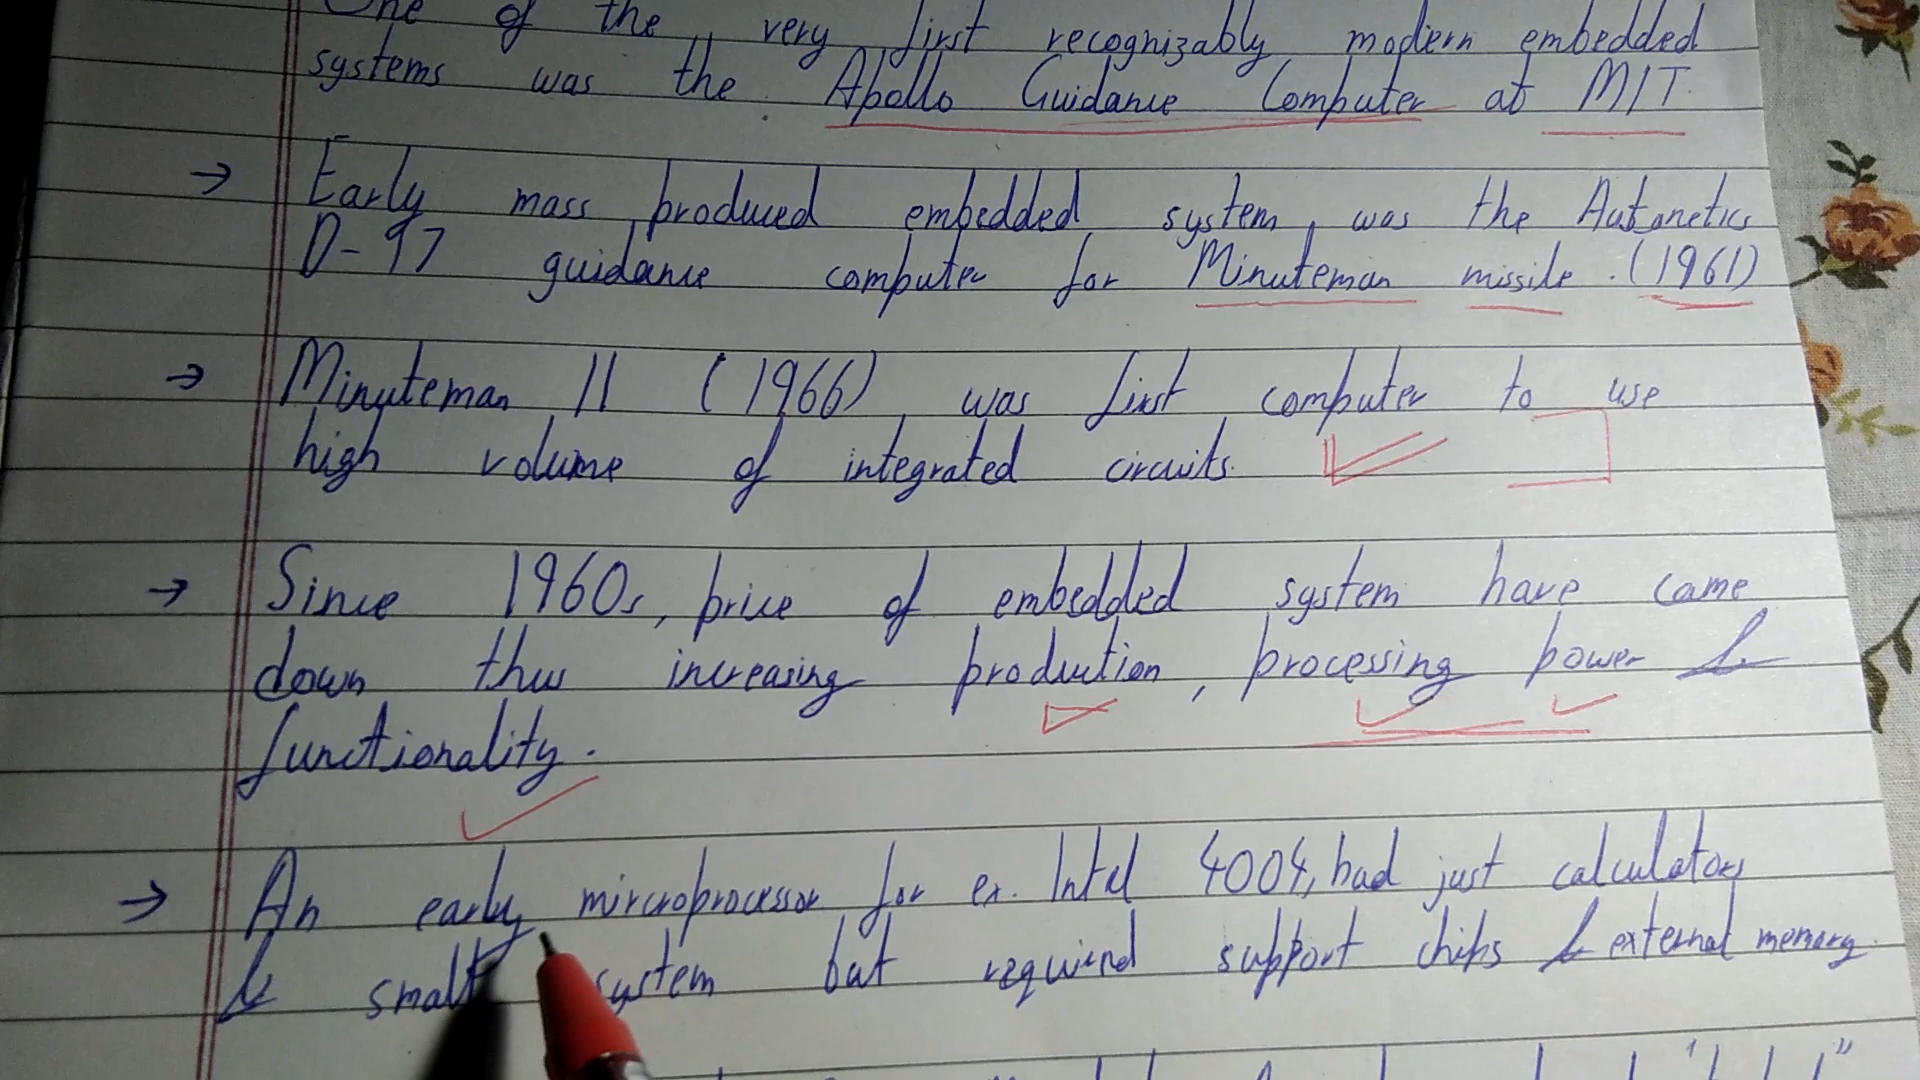 One of the very first recognizably modern embedded
systems was the Apollo Guidance Computer at MIT.
→ Early mass produced embedded system, was the Autonetics
D-97 guidance computer for Minuteman missile. (1961)
→ Minuteman II (1966) was first computer to use
high volume of integrated circuits.
→ Since 1960s, price of embedded system have came
down thus increasing production, processing power &
functionality.
→ An early mircroprocessor for ex. Intel 4004, had just calculators
& small system but required support chips & external memory.